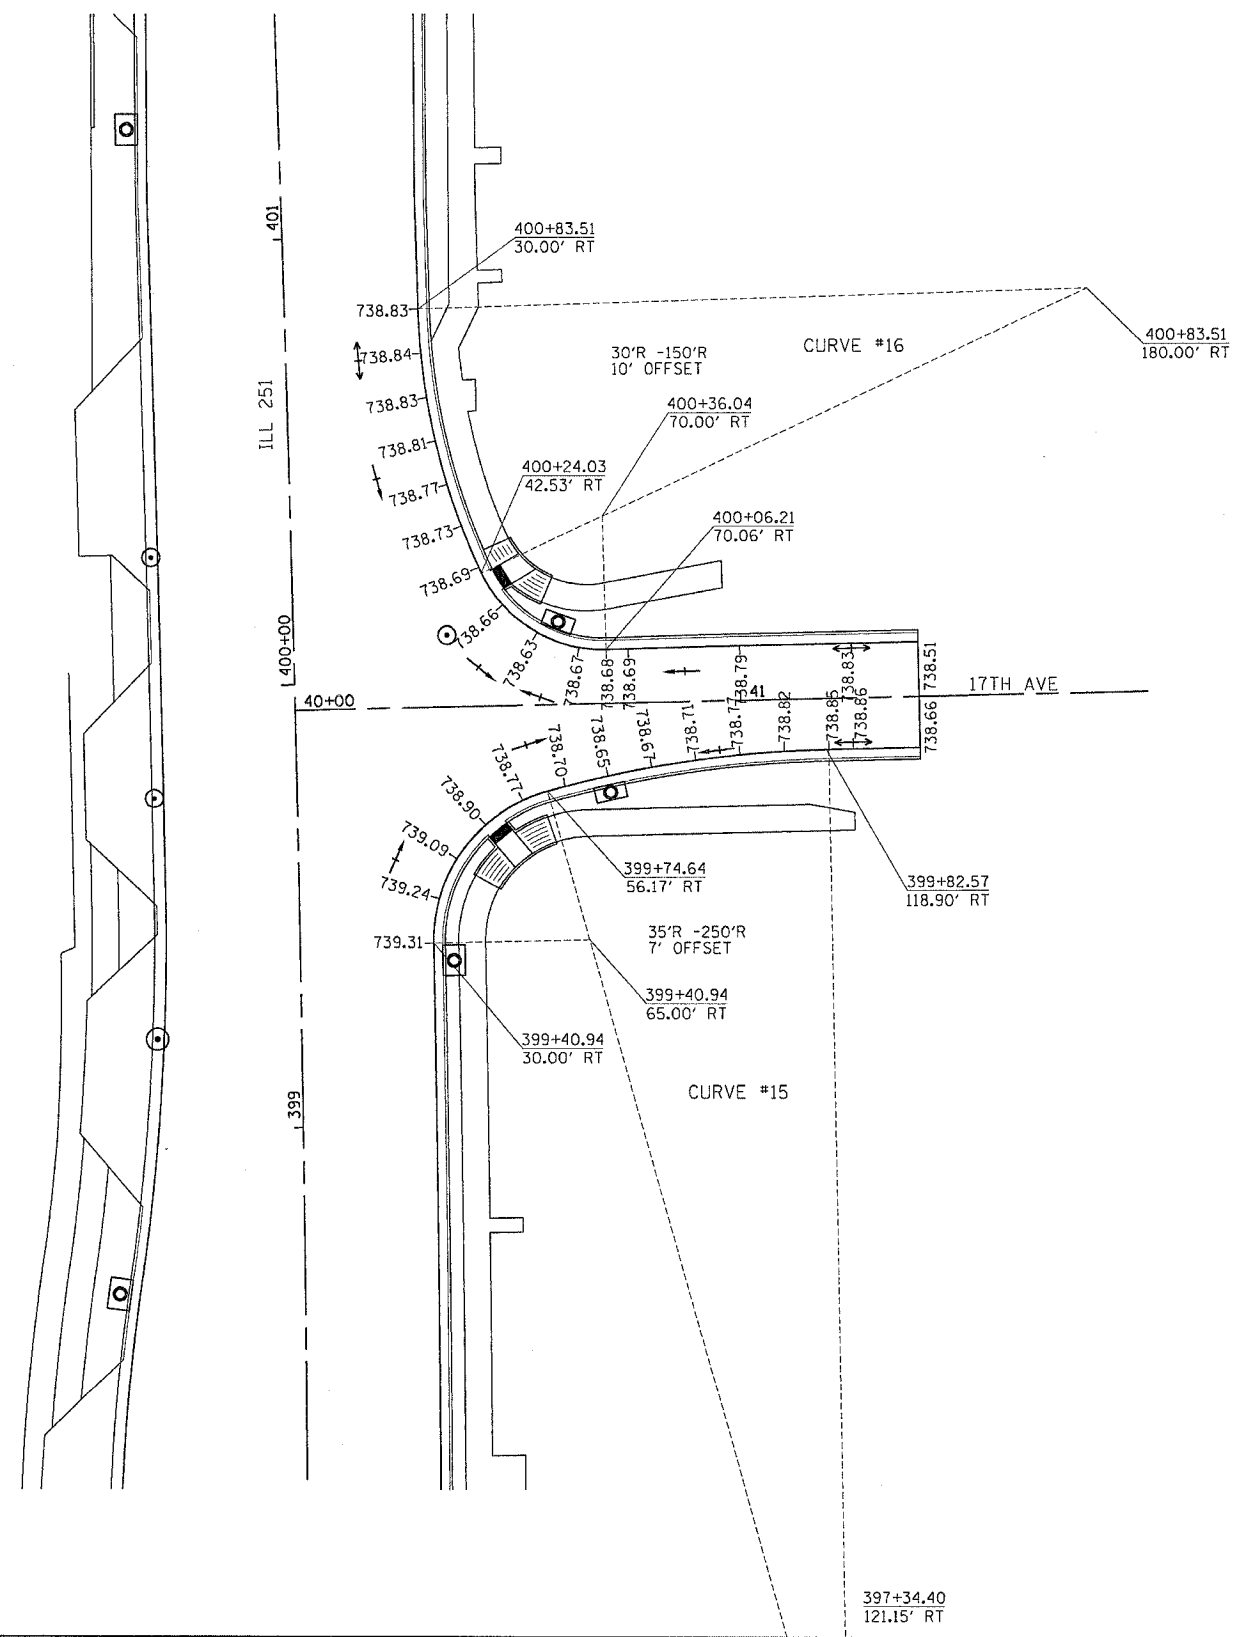 401
400+83.51
30.00' RT
738.83
400+83.51
180.00' RT
738.84
30'R -150'R
10' OFFSET
CURVE #16
ILL 251
738.83
400+36.04
70.00' RT
738.81
400+24.03
42.53' RT
738.77
738.73
400+06.21
70.06' RT
738.69
738.66
738.63
738.67
738.68
738.69
738.79
738.83
738.51
400+00
40+00
41
17TH AVE
738.77
738.70
738.65
738.67
738.71
738.77
738.82
738.85
738.86
738.66
738.90
739.09
739.24
399+74.64
56.17' RT
399+82.57
118.90' RT
739.31
35'R -250'R
7' OFFSET
399+40.94
65.00' RT
399+40.94
30.00' RT
399
CURVE #15
397+34.40
121.15' RT